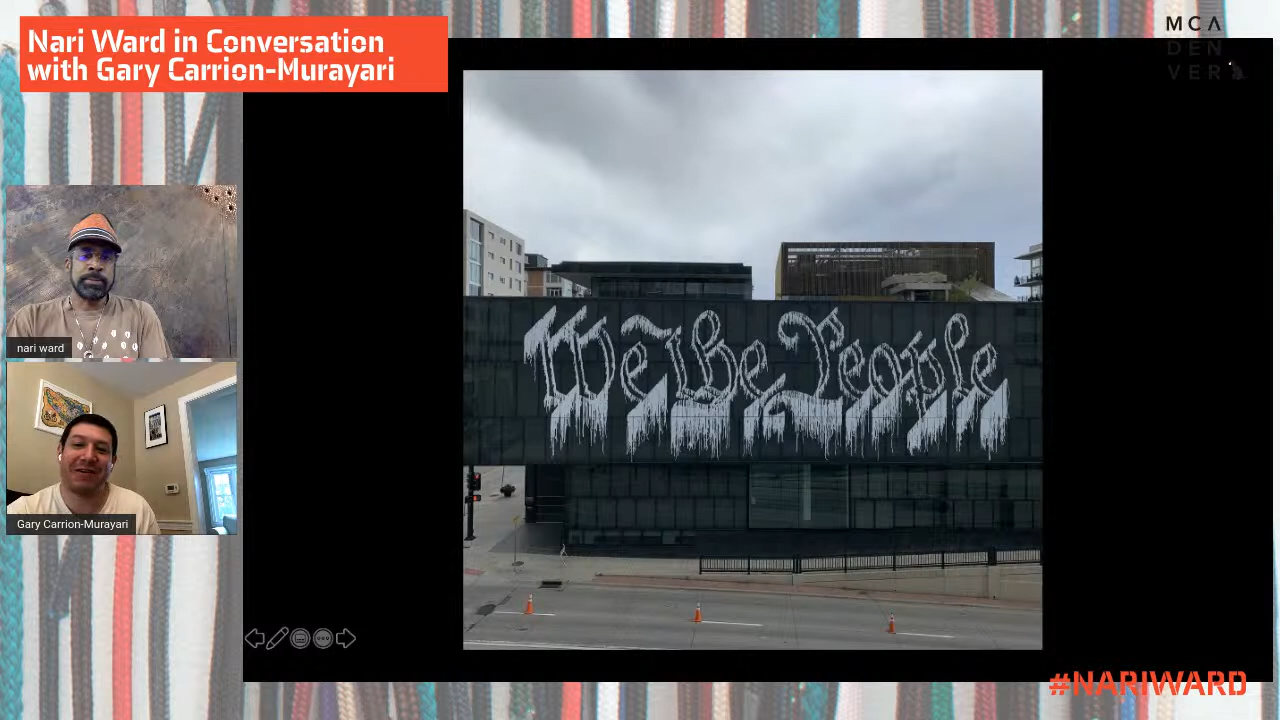 Nari Ward in Conversation
with Gary Carrion-Murayari
MCA
DEN
VER
nari ward
Gary Carrion-Murayari
We the People
#NARIWARD